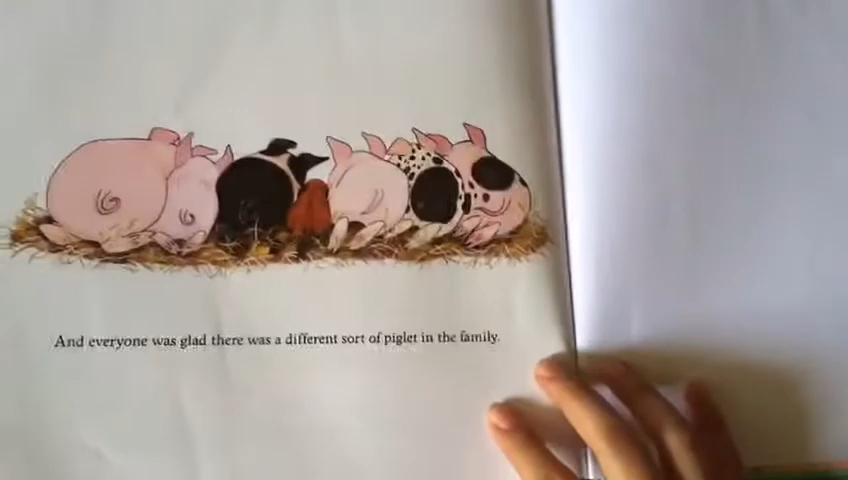 And everyone was glad there was a different sort of piglet in the family.